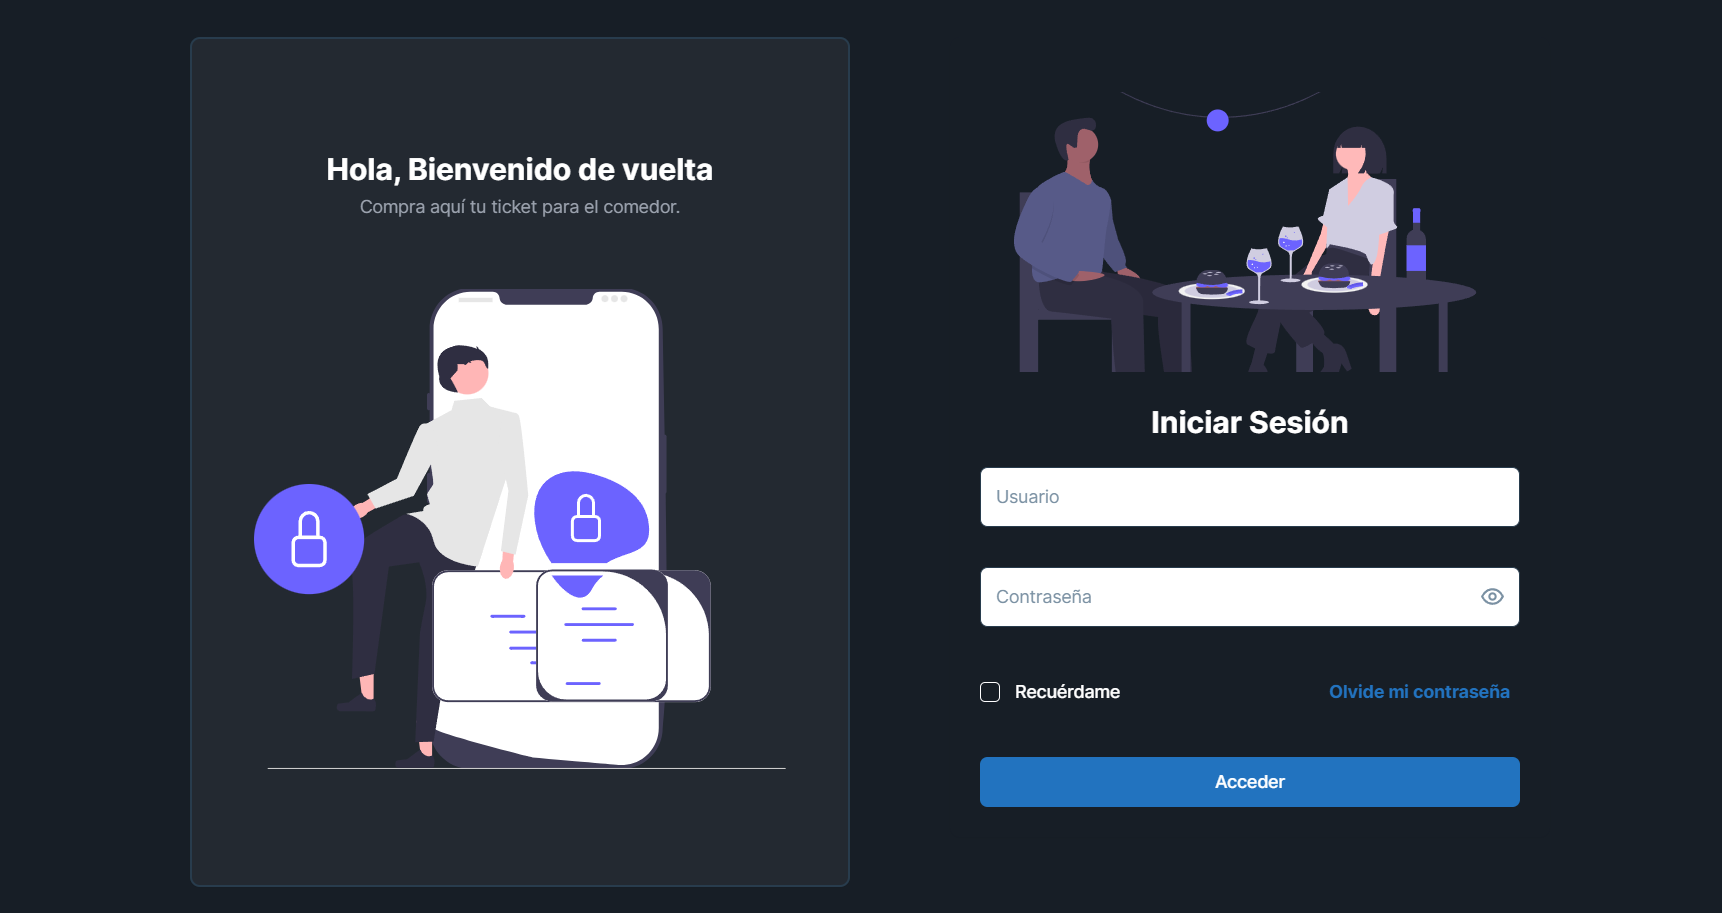 Hola, Bienvenido de vuelta
Compra aquí tu ticket para el comedor.
Iniciar Sesión
Usuario
Contraseña
Recuérdame
Olvide mi contraseña
Acceder